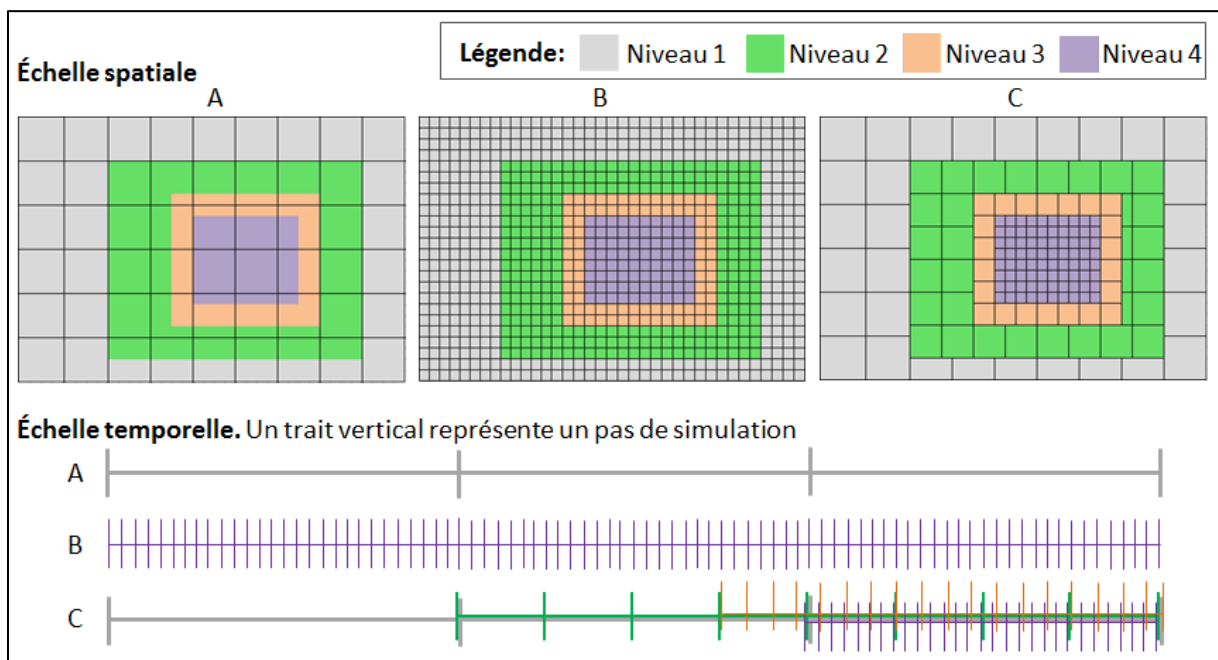 Légende: Niveau 1 Niveau 2 Niveau 3 Niveau 4
Échelle spatiale
A B C
Échelle temporelle. Un trait vertical représente un pas de simulation
A
B
C